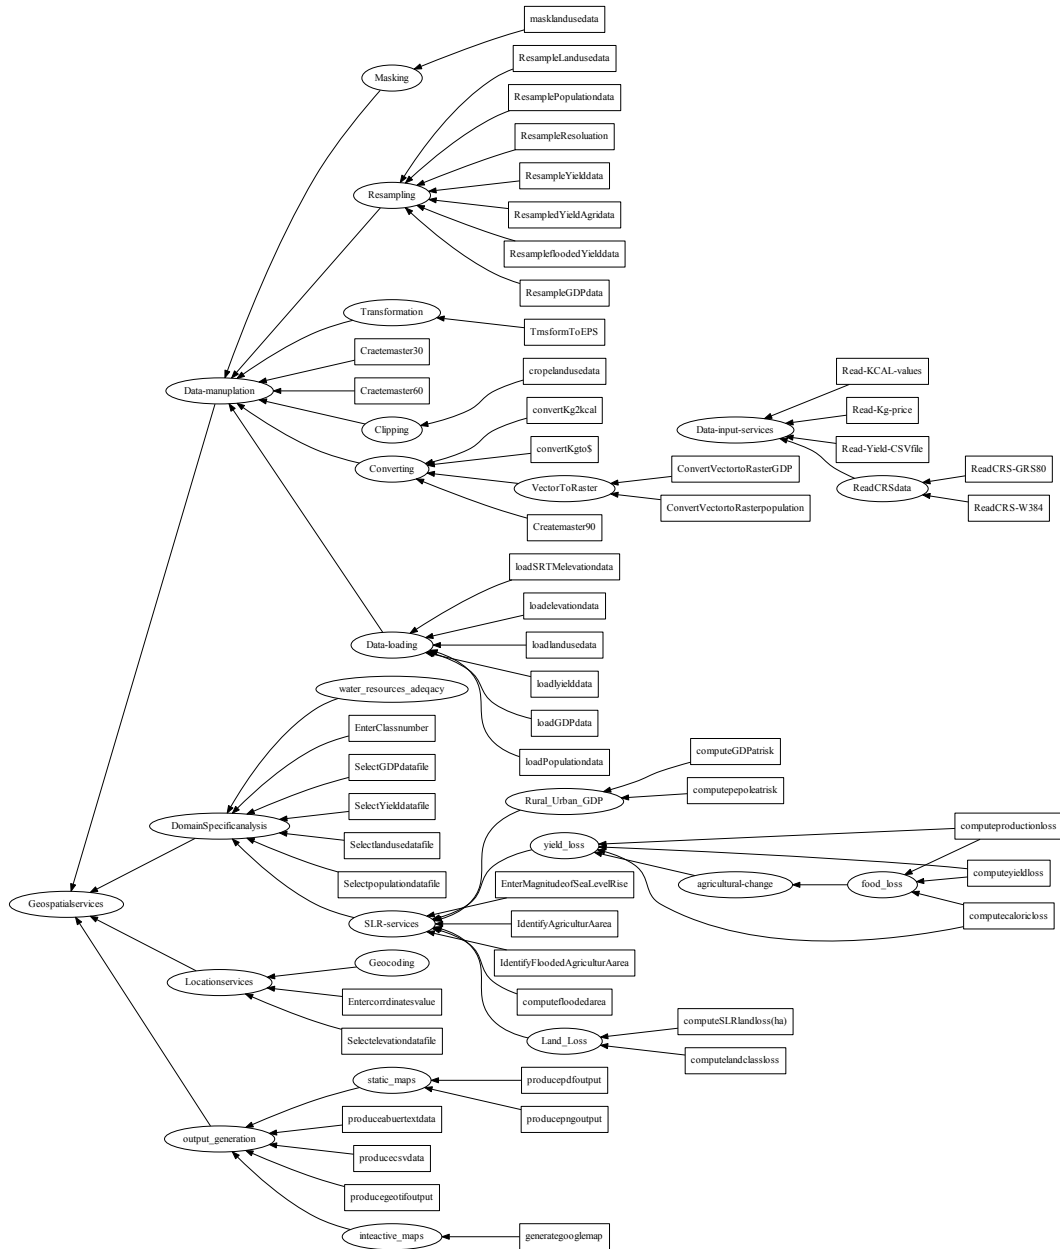 masklandusedata
Masking
ResampleLandusedata
ResamplePopulationdata
ResampleResoluation
ResampleYielddata
Resampling
ResampledYieldAgridata
ResamplefloodedYielddata
ResampleGDPdata
Transformation
TrnsformToEPS
Craetemaster30
Data-manuplation
Craetemaster60
cropelandusedata
Clipping
convertKg2kcal
convertKgto$
Converting
VectorToRaster
ConvertVectortoRasterGDP
ConvertVectortoRasterpopulation
Createmaster90
Read-KCAL-values
Read-Kg-price
Data-input-services
Read-Yield-CSVfile
ReadCRSdata
ReadCRS-GRS80
ReadCRS-W384
loadSRTMelevationdata
loadelevationdata
Data-loading
loadlandusedata
loadlyielddata
loadGDPdata
loadPopulationdata
water_resources_adeqacy
EnterClassnumber
SelectGDPdatafile
SelectYielddatafile
DomainSpecificanalysis
Selectlandusedatafile
Selectpopulationdatafile
computeGDPatrisk
computepepoleatrisk
Rural_Urban_GDP
yield_loss
computeproductionloss
computeyieldloss
agricultural-change
food_loss
computecaloricloss
EnterMagnitudeofSeaLevelRise
Geospatialservices
SLR-services
IdentifyAgriculturAarea
IdentifyFloodedAgriculturAarea
computefloodedarea
Land_Loss
computeSLRlandloss(ha)
computelandclassloss
Geocoding
Locationservices
Entercorrdinatesvalue
Selectelevationdatafile
static_maps
producepdfoutput
producepngoutput
produceabuertextdata
output_generation
producecsvdata
producegeotifoutput
inteactive_maps
generategooglemap